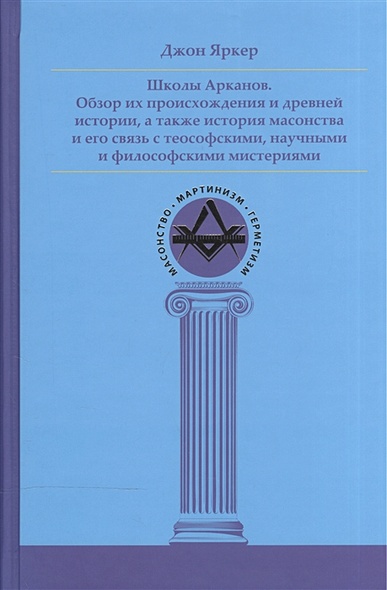 Джон Яркер
Школы Арканов.
Обзор их происхождения и древней
истории, а также история масонства
и его связь с теософскими, научными
и философскими мистериями
МАСОНСТВО · МАРТИНИЗМ · ГЕРМЕТИЗМ